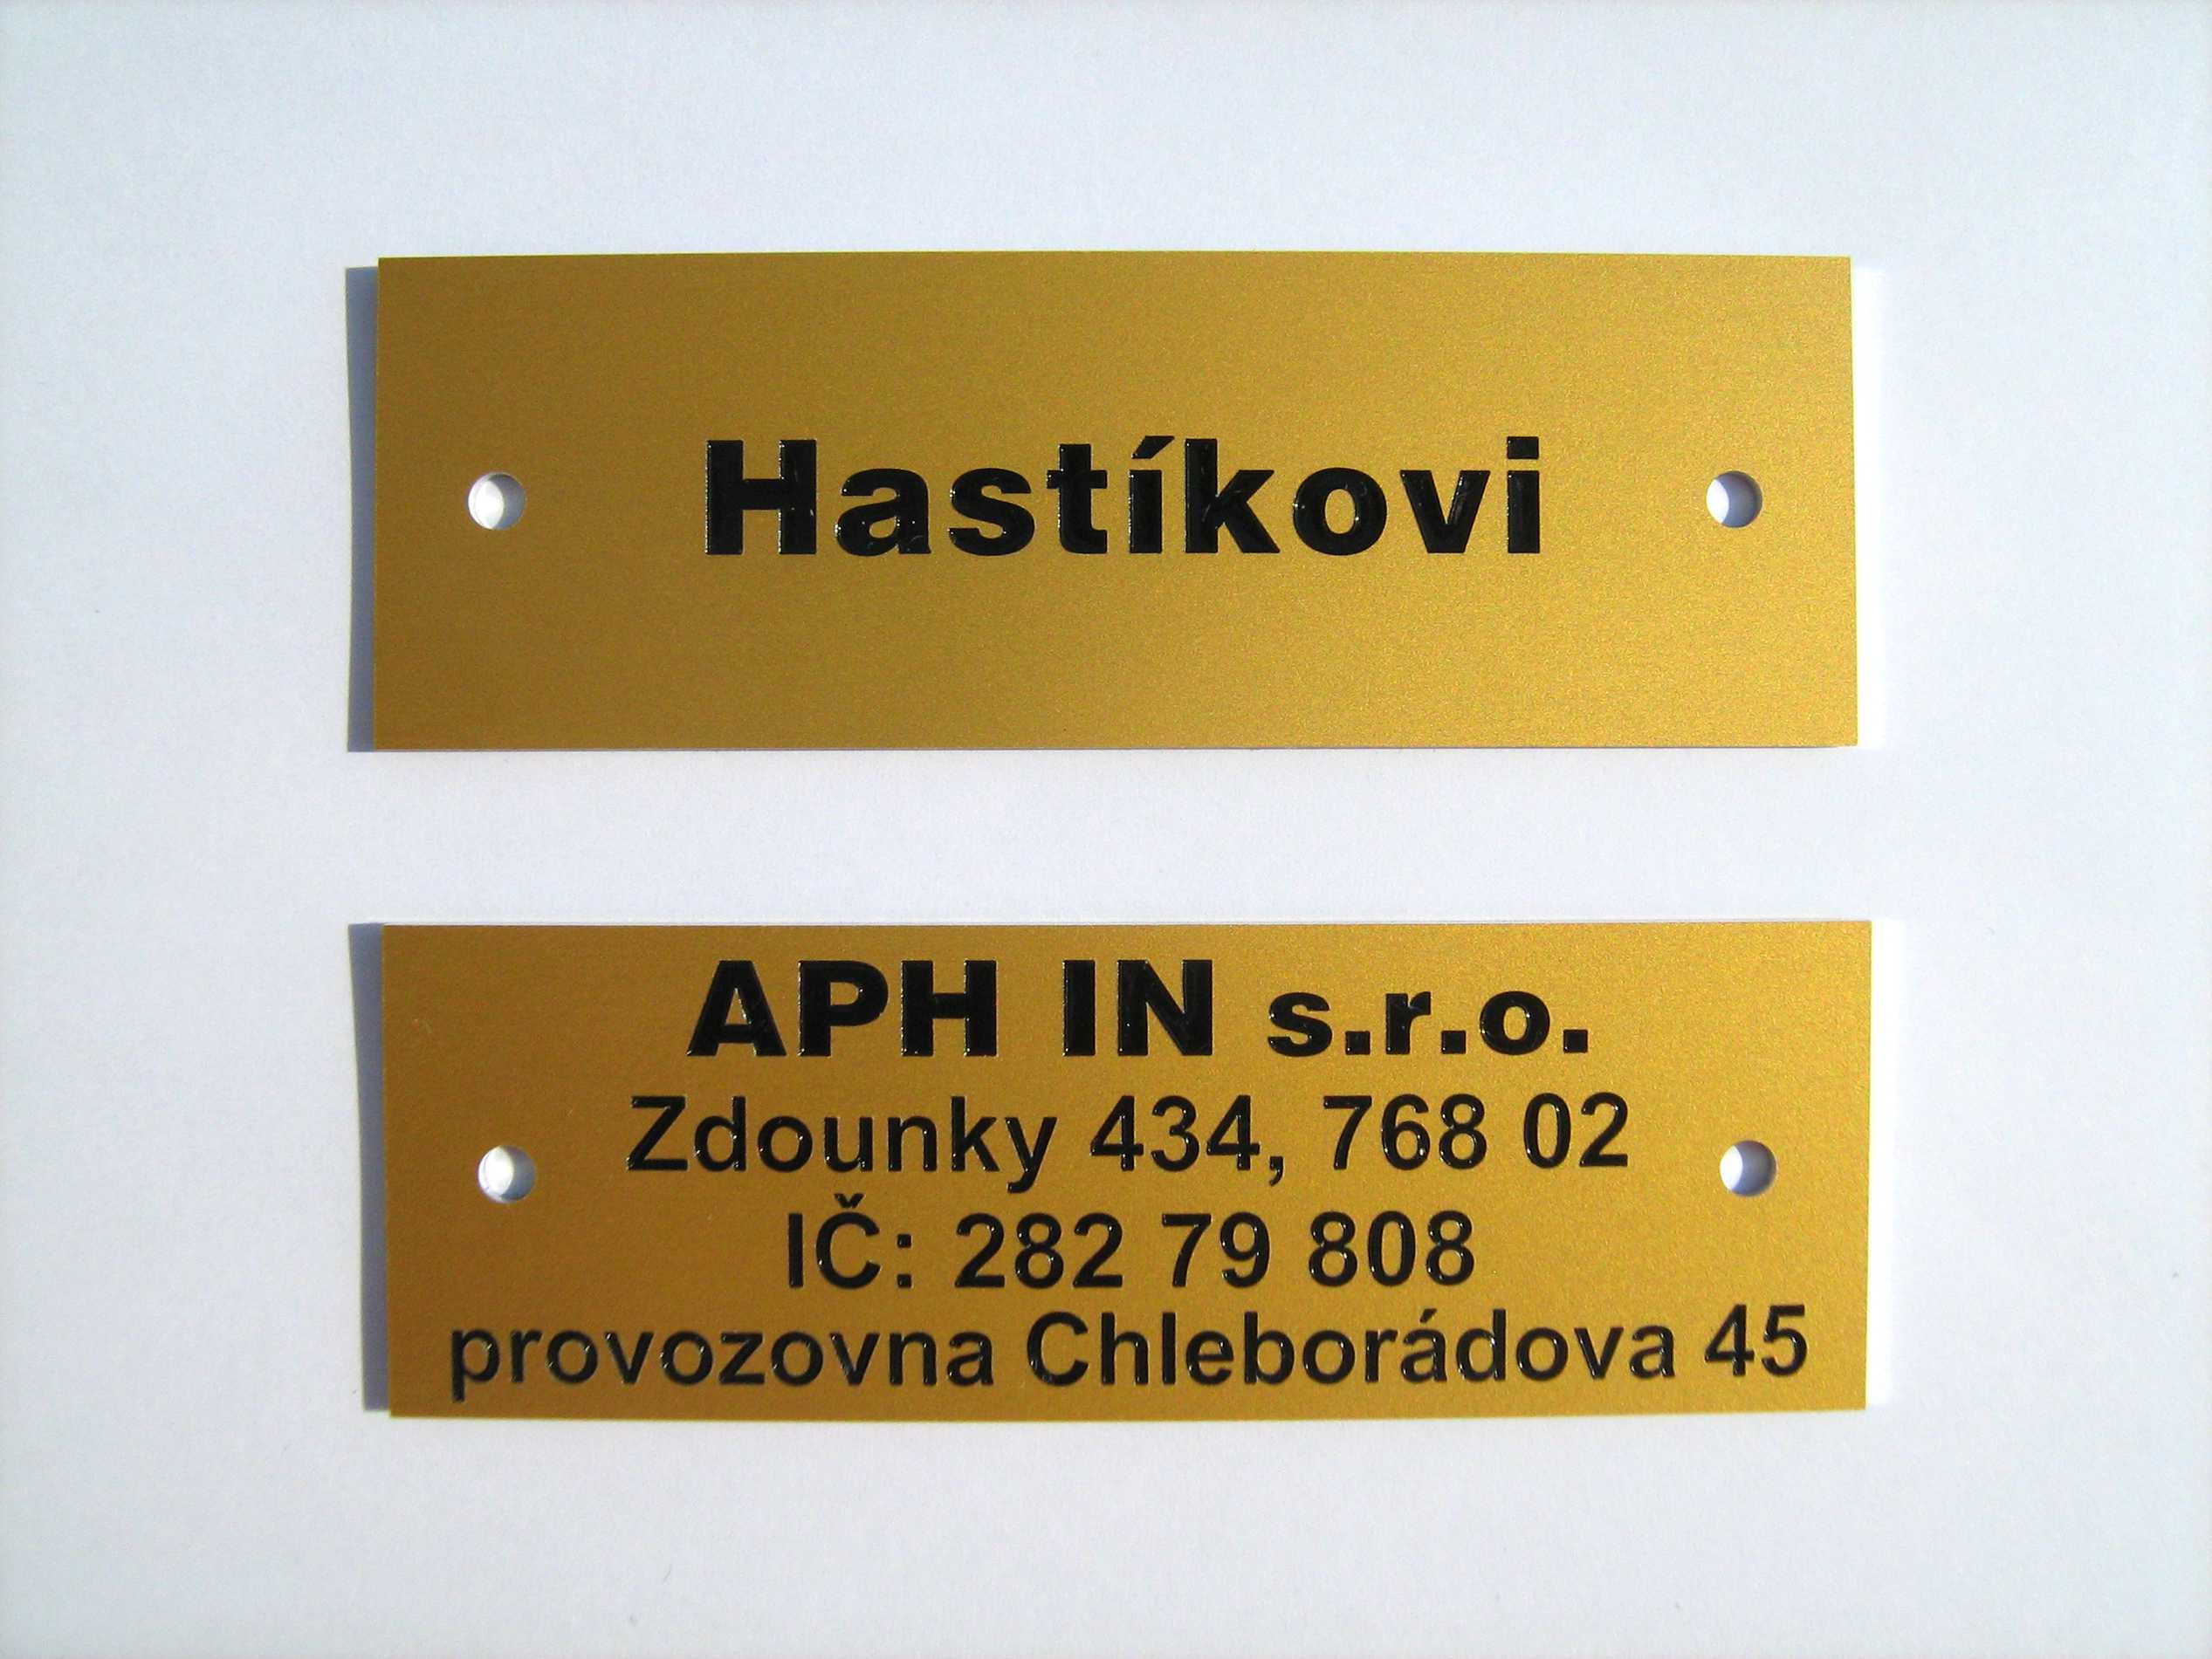 Hastíkovi
APH IN s.r.o.
Zdounky 434, 768 02
IČ: 282 79 808
provozovna Chleborádova 45